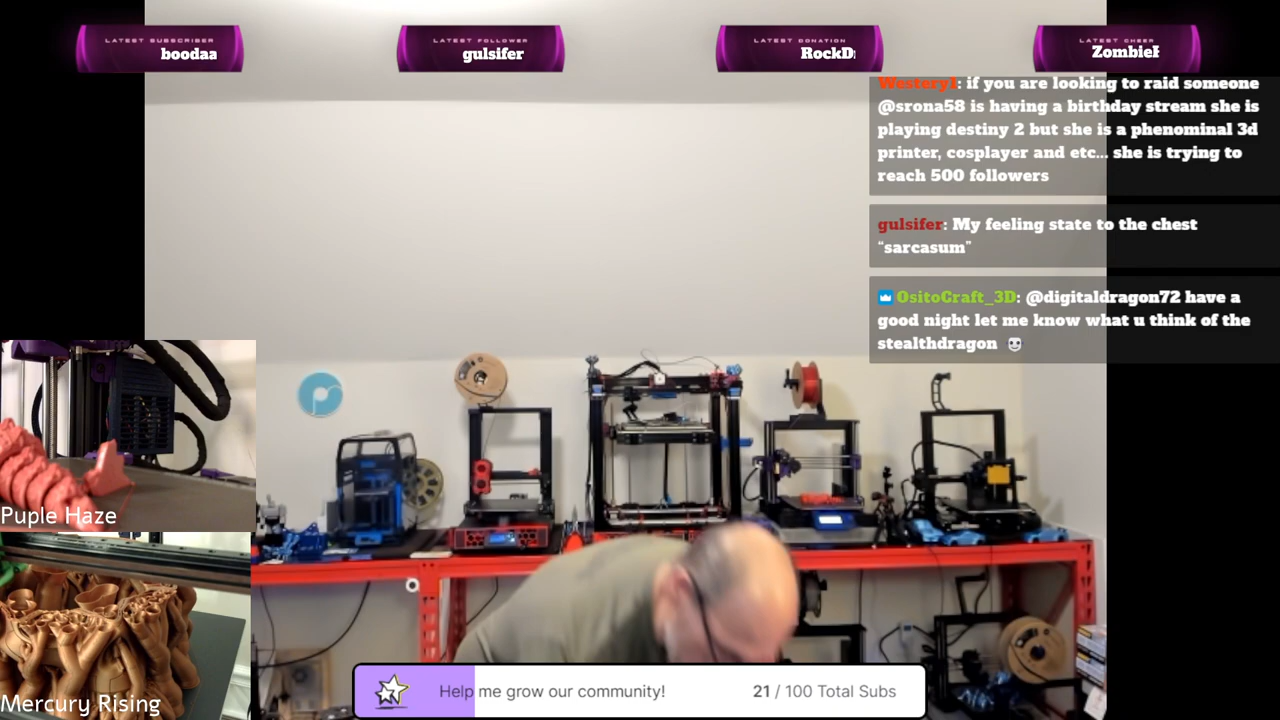 LATEST SUBSCRIBER
boodaa
LATEST FOLLOWER
gulsifer
LATEST DONATION
RockD
LATEST CHEER
Zombie
Westery1: if you are looking to raid someone
@srona58 is having a birthday stream she is
playing destiny 2 but she is a phenominal 3d
printer, cosplayer and etc... she is trying to
reach 500 followers
gulsifer: My feeling state to the chest
“sarcasum”
OsitoCraft_3D: @digitaldragon72 have a
good night let me know what u think of the
stealthdragon
Puple Haze
Mercury Rising
Help me grow our community!
21 / 100 Total Subs